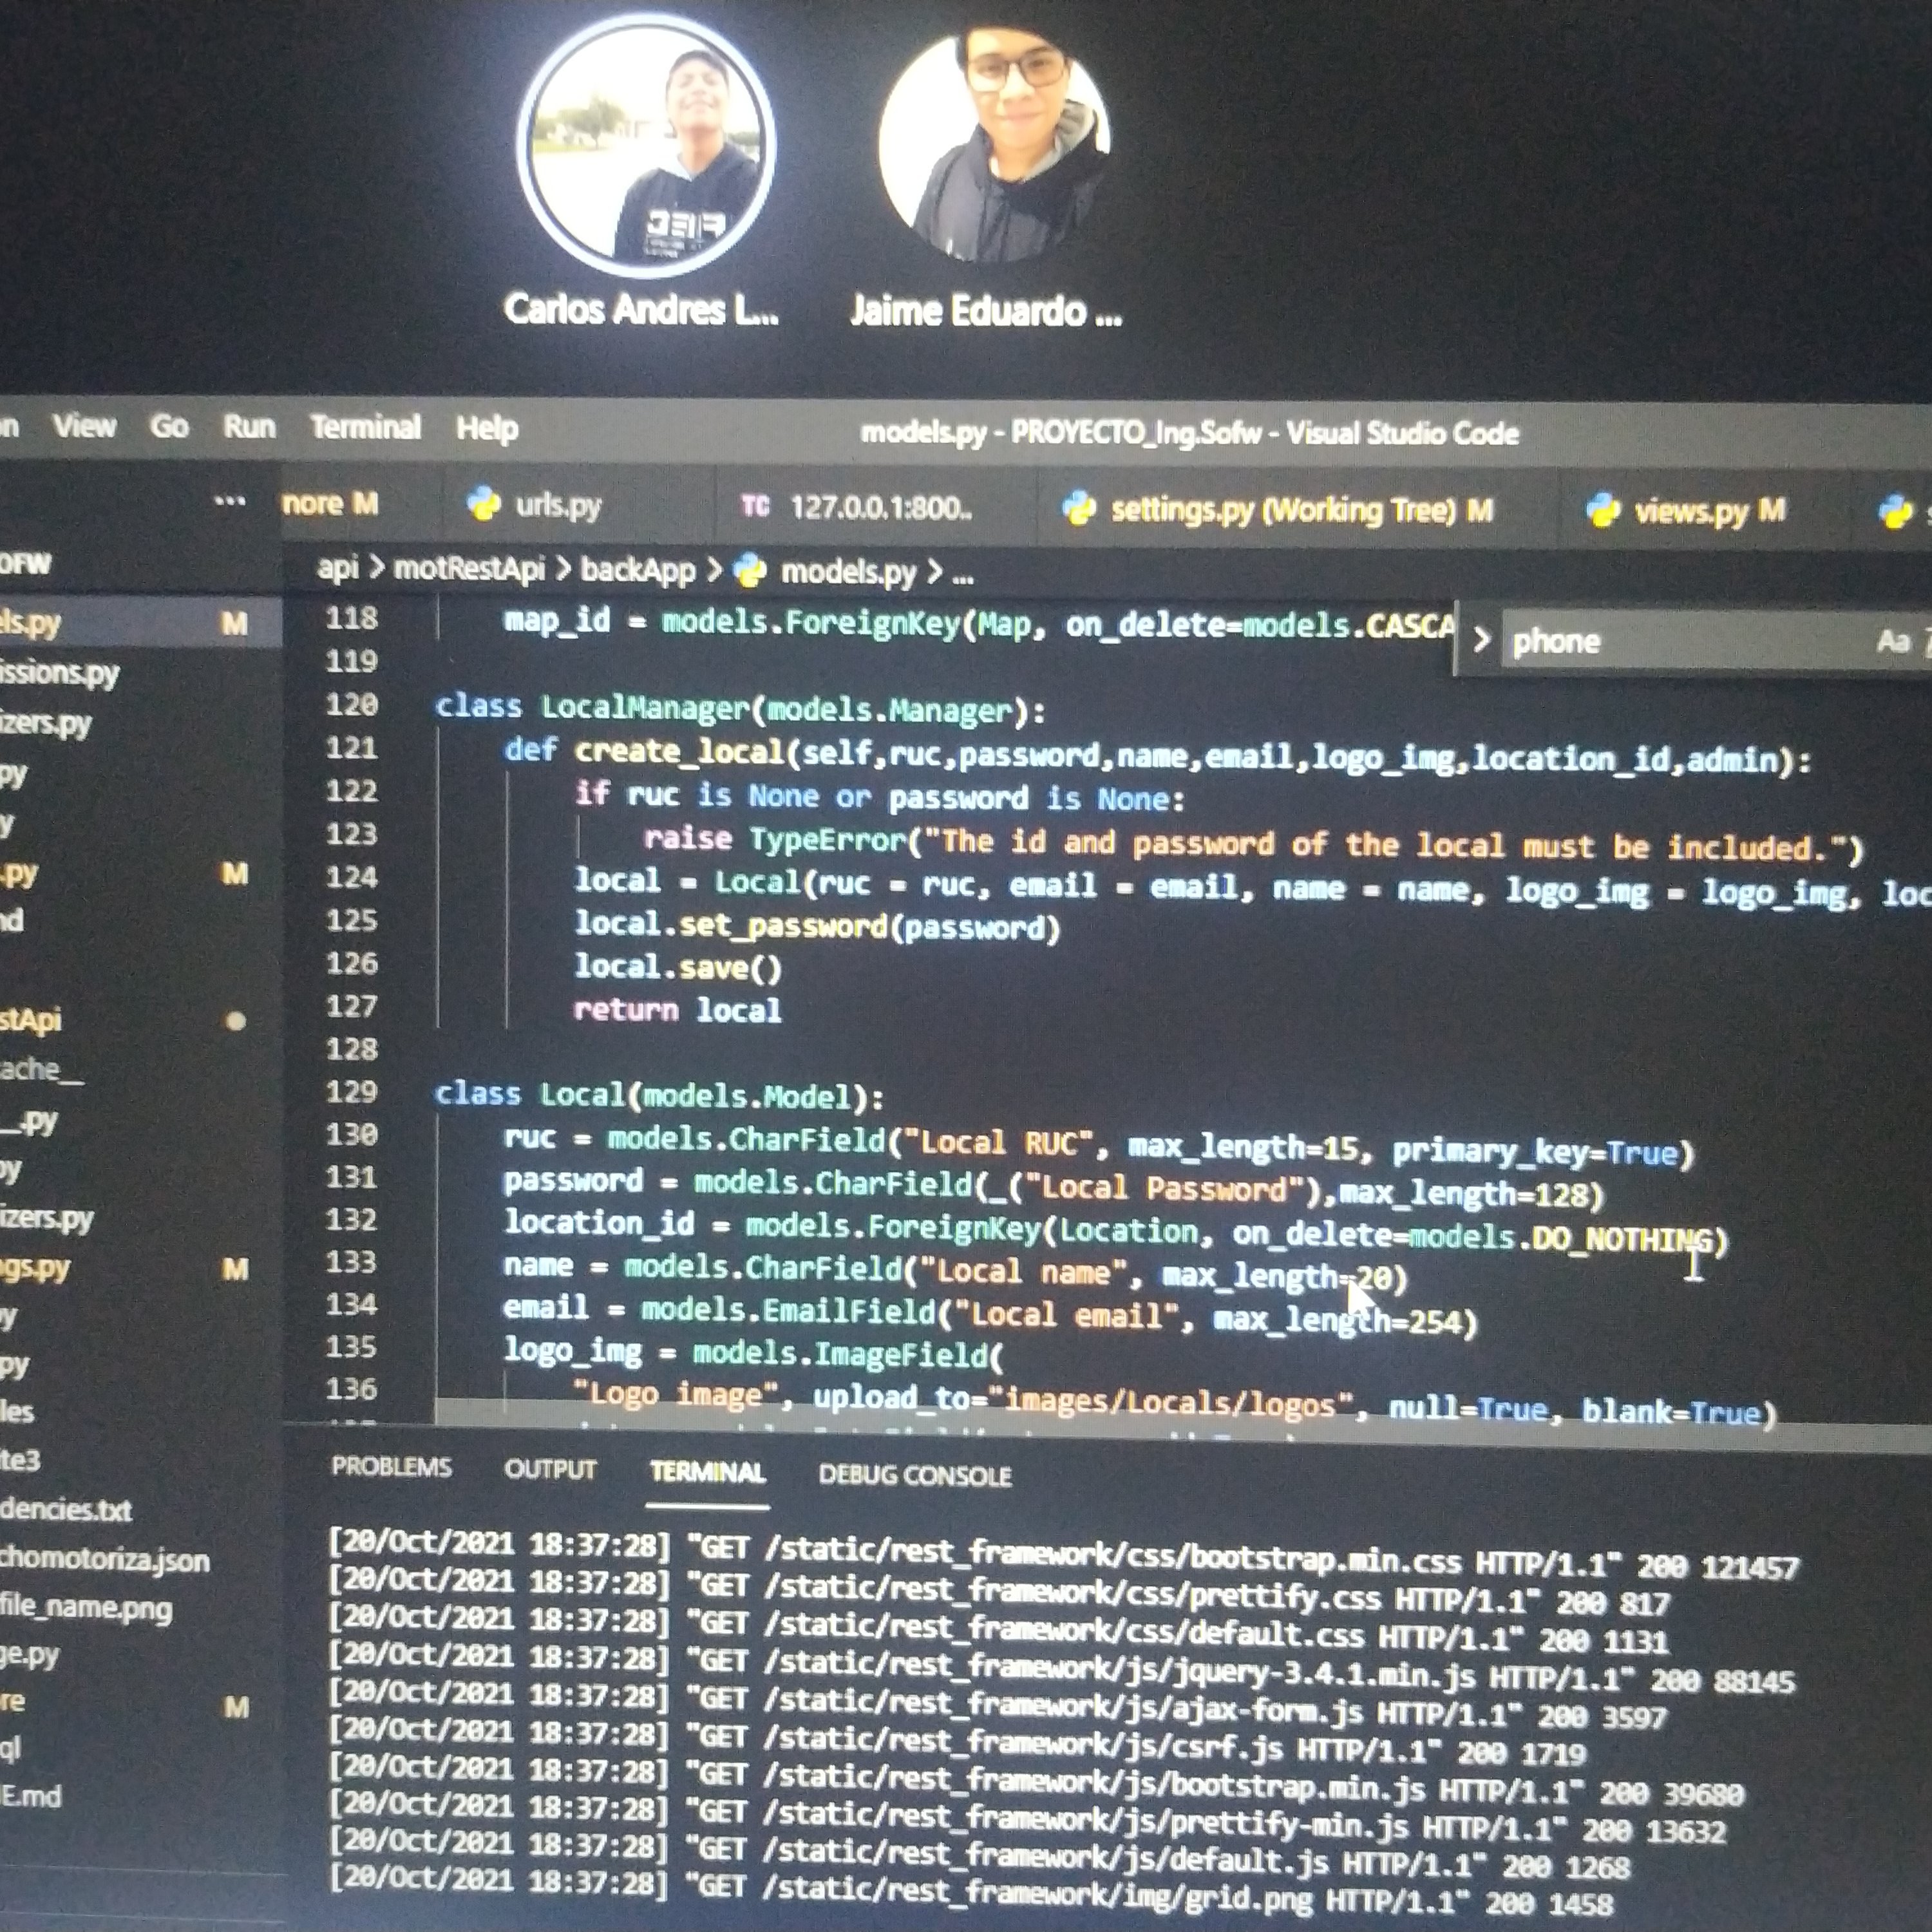 Carlos Andres L... Jaime Eduardo ...
View Go Run Terminal Help models.py - PROYECTO_Ing.Sofw - Visual Studio Code
... nore M urls.py TC 127.0.0.1:800.. settings.py (Working Tree) M views.py M
OFW
api > motRestApi > backApp > models.py > ...
ls.py M
issions.py
izers.py
py
y
.py M
nd
stApi
ache__
__.py
py
izers.py
gs.py M
y
py
les
te3
dencies.txt
chomotoriza.json
file_name.png
ge.py
re M
ql
E.md
> phone Aa
118 map_id = models.ForeignKey(Map, on_delete=models.CASCA
119
120 class LocalManager(models.Manager):
121 def create_local(self,ruc,password,name,email,logo_img,location_id,admin):
122 if ruc is None or password is None:
123 raise TypeError("The id and password of the local must be included.")
124 local = Local(ruc = ruc, email = email, name = name, logo_img = logo_img, loc
125 local.set_password(password)
126 local.save()
127 return local
128
129 class Local(models.Model):
130 ruc = models.CharField("Local RUC", max_length=15, primary_key=True)
131 password = models.CharField(_("Local Password"),max_length=128)
132 location_id = models.ForeignKey(Location, on_delete=models.DO_NOTHING)
133 name = models.CharField("Local name", max_length=20)
134 email = models.EmailField("Local email", max_length=254)
135 logo_img = models.ImageField(
136 "Logo image", upload_to="images/Locals/logos", null=True, blank=True)
PROBLEMS OUTPUT TERMINAL DEBUG CONSOLE
[20/Oct/2021 18:37:28] "GET /static/rest_framework/css/bootstrap.min.css HTTP/1.1" 200 121457
[20/Oct/2021 18:37:28] "GET /static/rest_framework/css/prettify.css HTTP/1.1" 200 817
[20/Oct/2021 18:37:28] "GET /static/rest_framework/css/default.css HTTP/1.1" 200 1131
[20/Oct/2021 18:37:28] "GET /static/rest_framework/js/jquery-3.4.1.min.js HTTP/1.1" 200 88145
[20/Oct/2021 18:37:28] "GET /static/rest_framework/js/ajax-form.js HTTP/1.1" 200 3597
[20/Oct/2021 18:37:28] "GET /static/rest_framework/js/csrf.js HTTP/1.1" 200 1719
[20/Oct/2021 18:37:28] "GET /static/rest_framework/js/bootstrap.min.js HTTP/1.1" 200 39680
[20/Oct/2021 18:37:28] "GET /static/rest_framework/js/prettify-min.js HTTP/1.1" 200 13632
[20/Oct/2021 18:37:28] "GET /static/rest_framework/js/default.js HTTP/1.1" 200 1268
[20/Oct/2021 18:37:28] "GET /static/rest_framework/img/grid.png HTTP/1.1" 200 1458